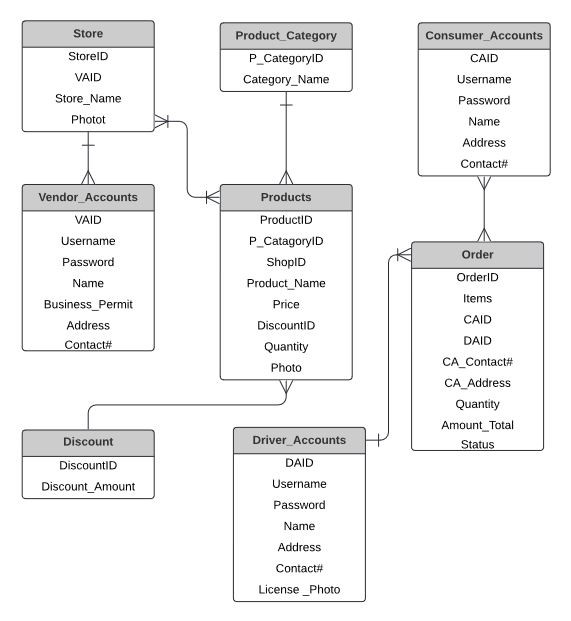 Store
StoreID
VAID
Store_Name
Photot
Product_Category
P_CategoryID
Category_Name
Consumer_Accounts
CAID
Username
Password
Name
Address
Contact#
Vendor_Accounts
VAID
Username
Password
Name
Business_Permit
Address
Contact#
Products
ProductID
P_CatagoryID
ShopID
Product_Name
Price
DiscountID
Quantity
Photo
Order
OrderID
Items
CAID
DAID
CA_Contact#
CA_Address
Quantity
Amount_Total
Status
Discount
DiscountID
Discount_Amount
Driver_Accounts
DAID
Username
Password
Name
Address
Contact#
License _Photo